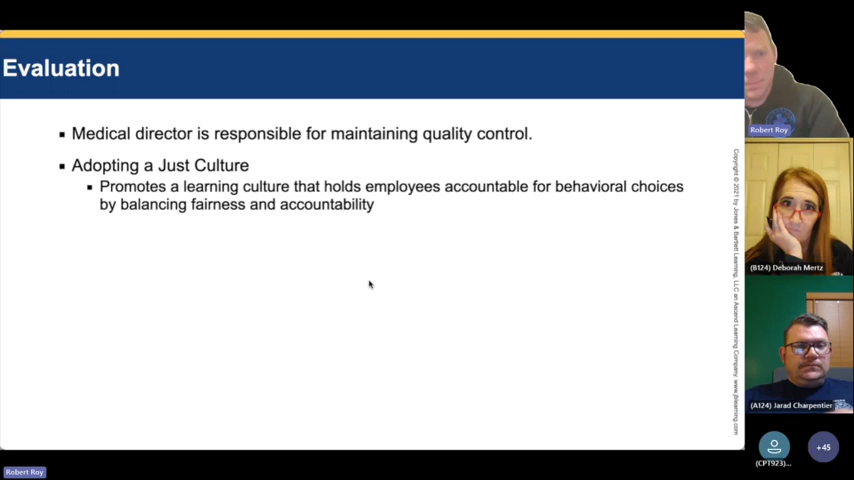 Evaluation
Medical director is responsible for maintaining quality control.
Adopting a Just Culture
Promotes a learning culture that holds employees accountable for behavioral choices
by balancing fairness and accountability
Copyright © 2021 by Jones & Bartlett Learning, LLC an Ascend Learning Company. www.jblearning.com
Robert Roy
(B124) Deborah Mertz
(A124) Jarad Charpentier
(CPT923)...
+45
Robert Roy